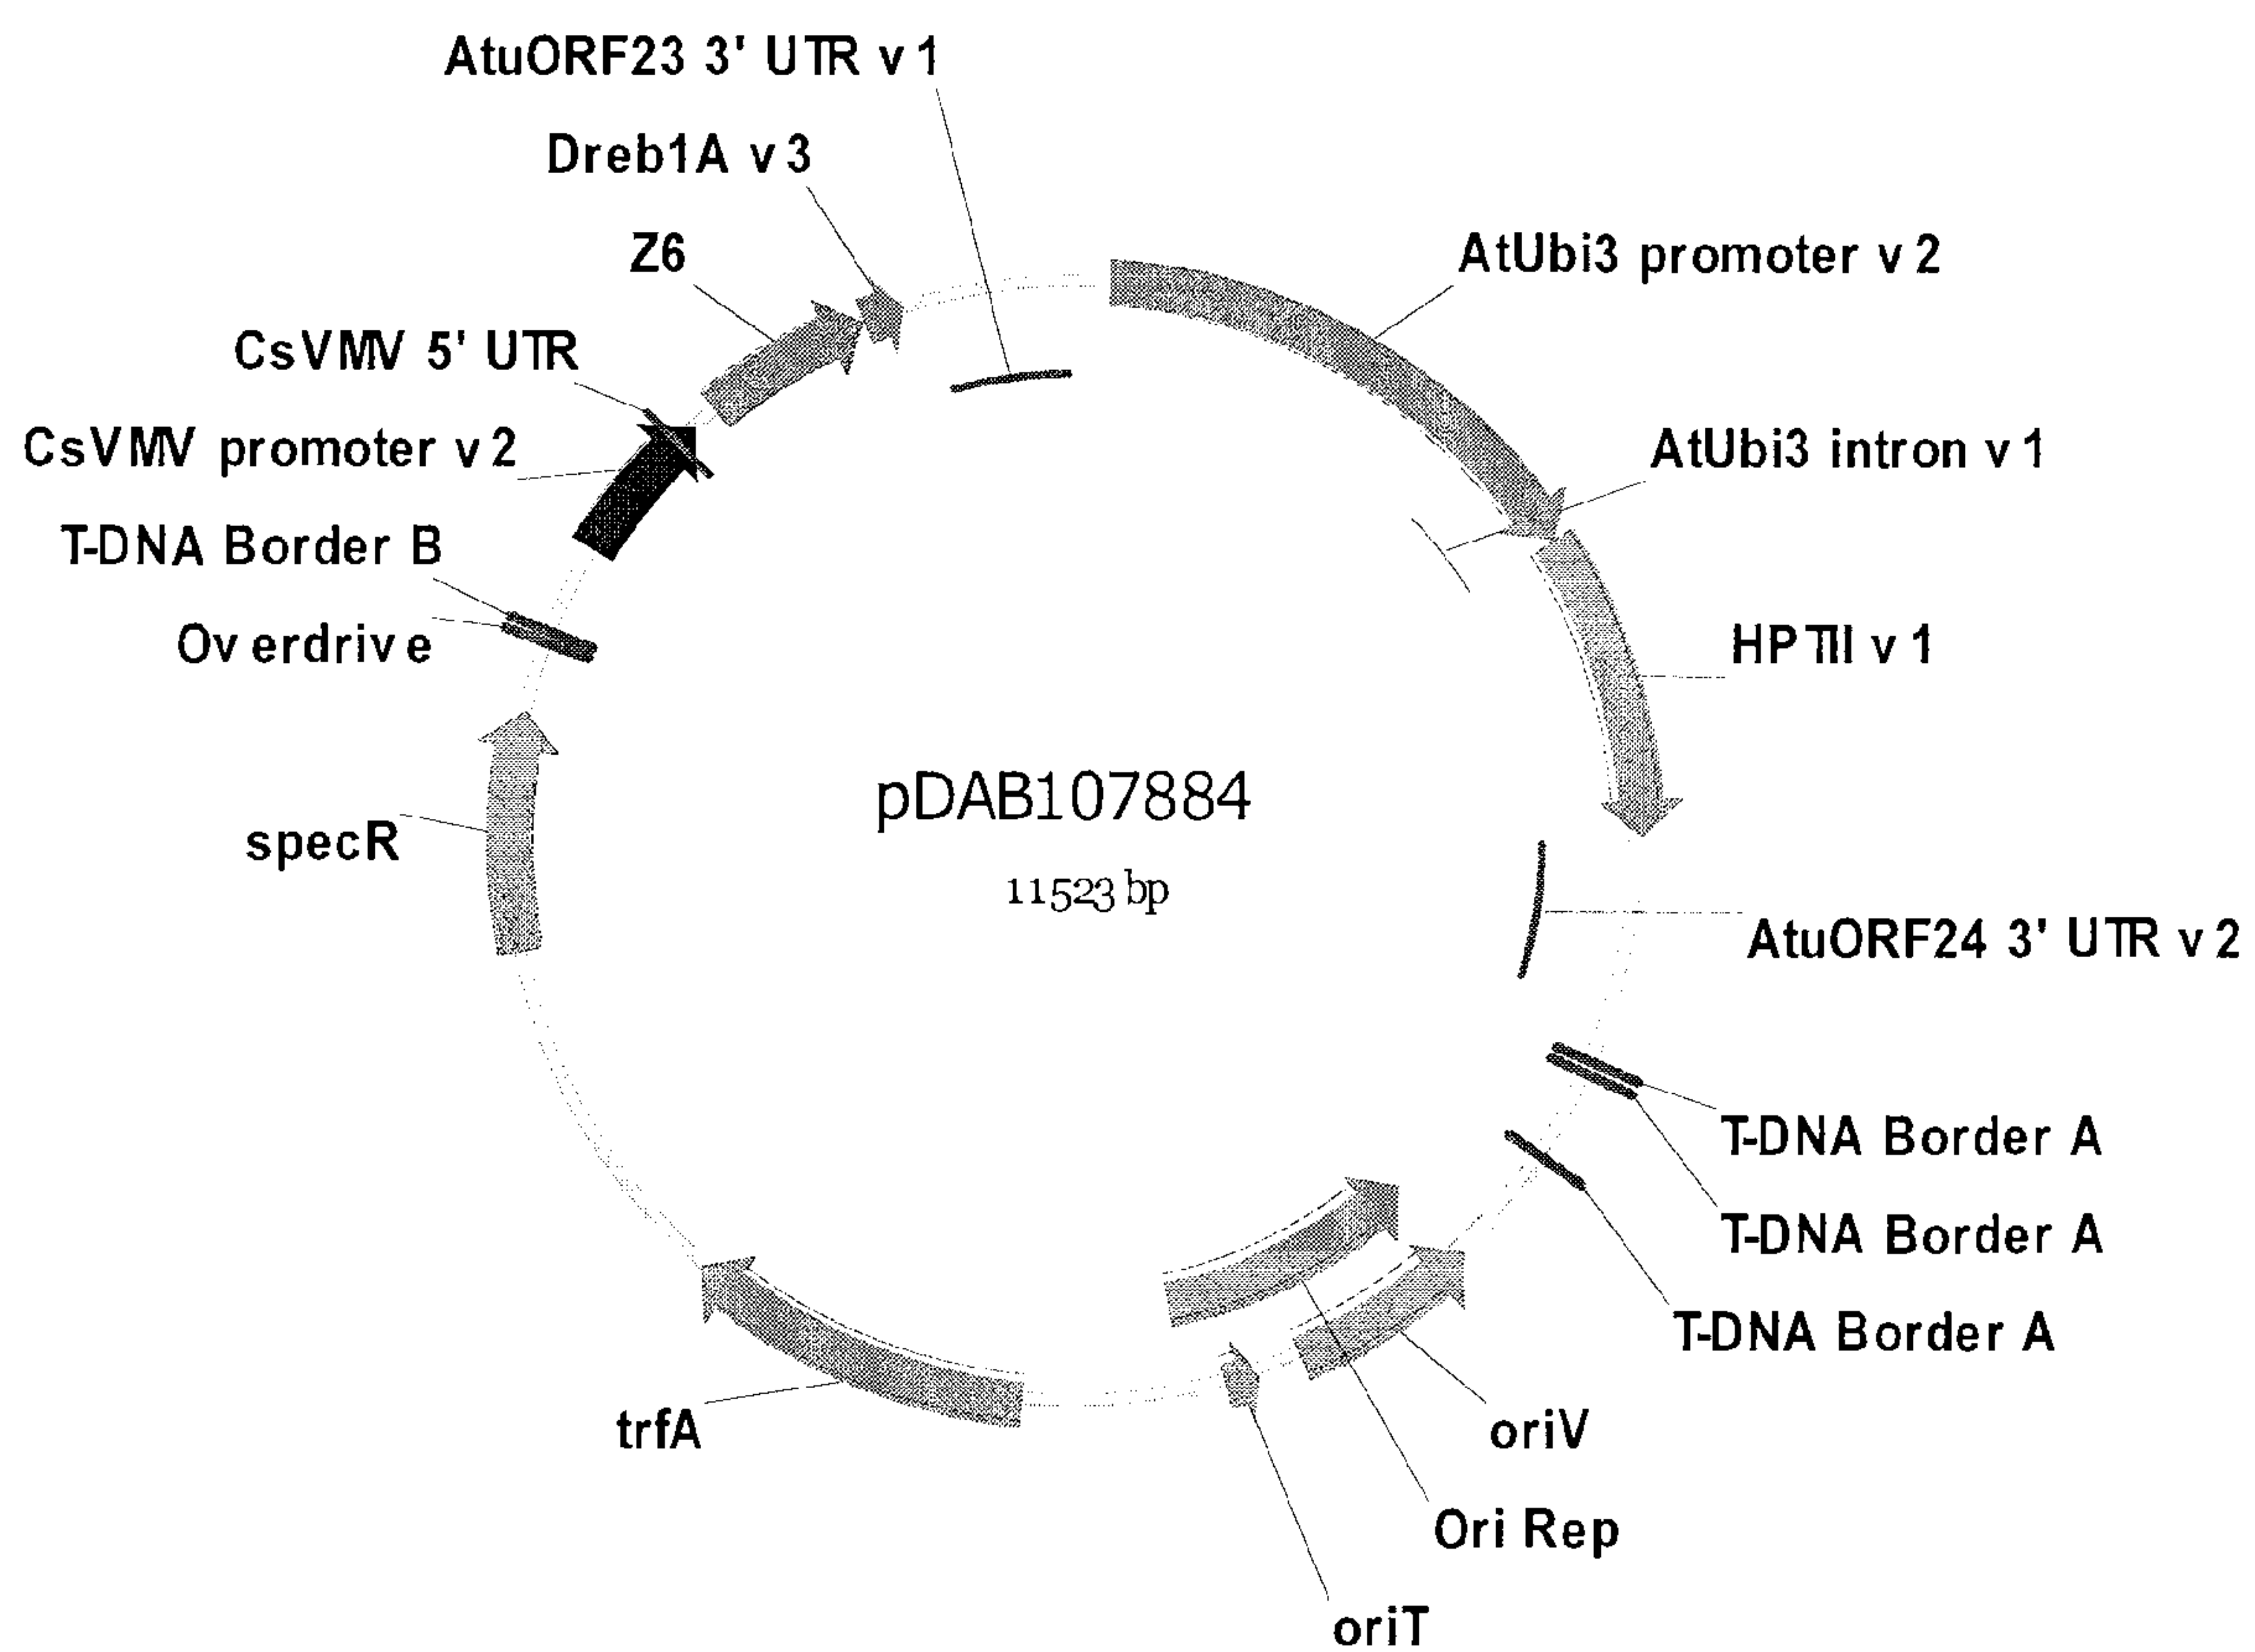 AtuORF23 3' UTR v1
Dreb1A v3
Z6
AtUbi3 promoter v2
CsVMV 5' UTR
CsVMV promoter v2
AtUbi3 intron v1
T-DNA Border B
Overdrive
HPTII v1
pDAB107884
specR
11523 bp
AtuORF24 3' UTR v2
T-DNA Border A
T-DNA Border A
T-DNA Border A
trfA
oriV
Ori Rep
oriT